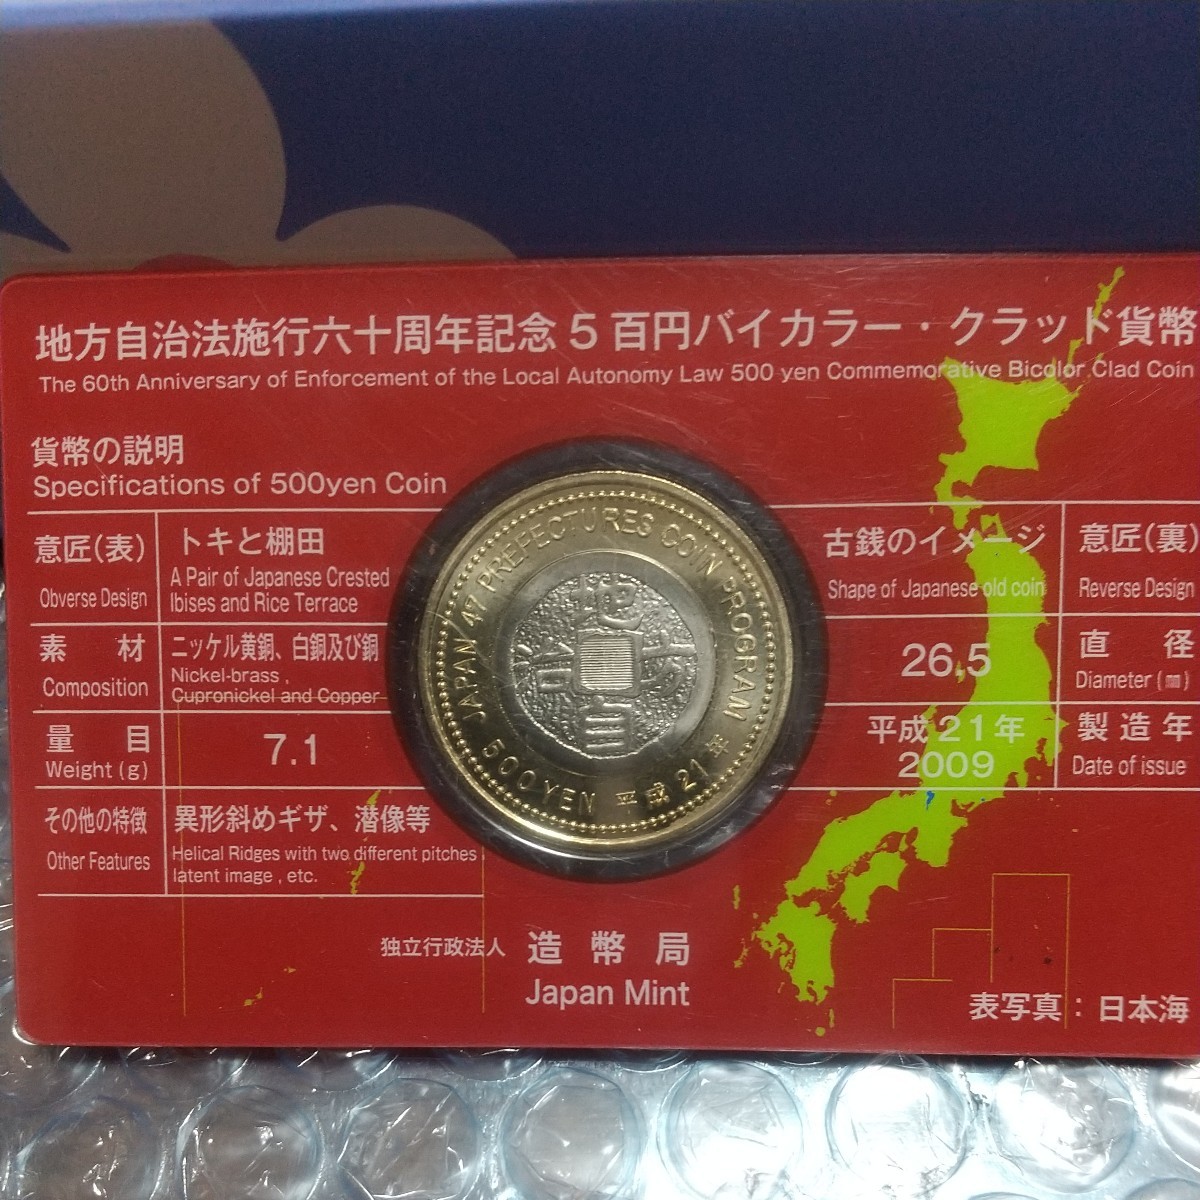 地方自治法施行六十周年記念５百円バイカラー・クラッド貨幣
The 60th Anniversary of Enforcement of the Local Autonomy Law 500 yen Commemorative Bicolor Clad Coin
貨幣の説明
Specifications of 500yen Coin
意匠(表)
Obverse Design
トキと棚田
A Pair of Japanese Crested
Ibises and Rice Terrace
素材
Composition
ニッケル黄銅、白銅及び銅
Nickel-brass ,
Cupronickel and Copper
量目
Weight (g)
7.1
その他の特徴
Other Features
異形斜めギザ、潜像等
Helical Ridges with two different pitches
latent image , etc.
JAPAN 47 PREFECTURES COIN PROGRAM
地方自治
500YEN 平成21年
古銭のイメージ
Shape of Japanese old coin
意匠(裏)
Reverse Design
26.5
直径
Diameter (㎜)
平成21年
2009
製造年
Date of issue
独立行政法人 造幣局
Japan Mint
表写真：日本海